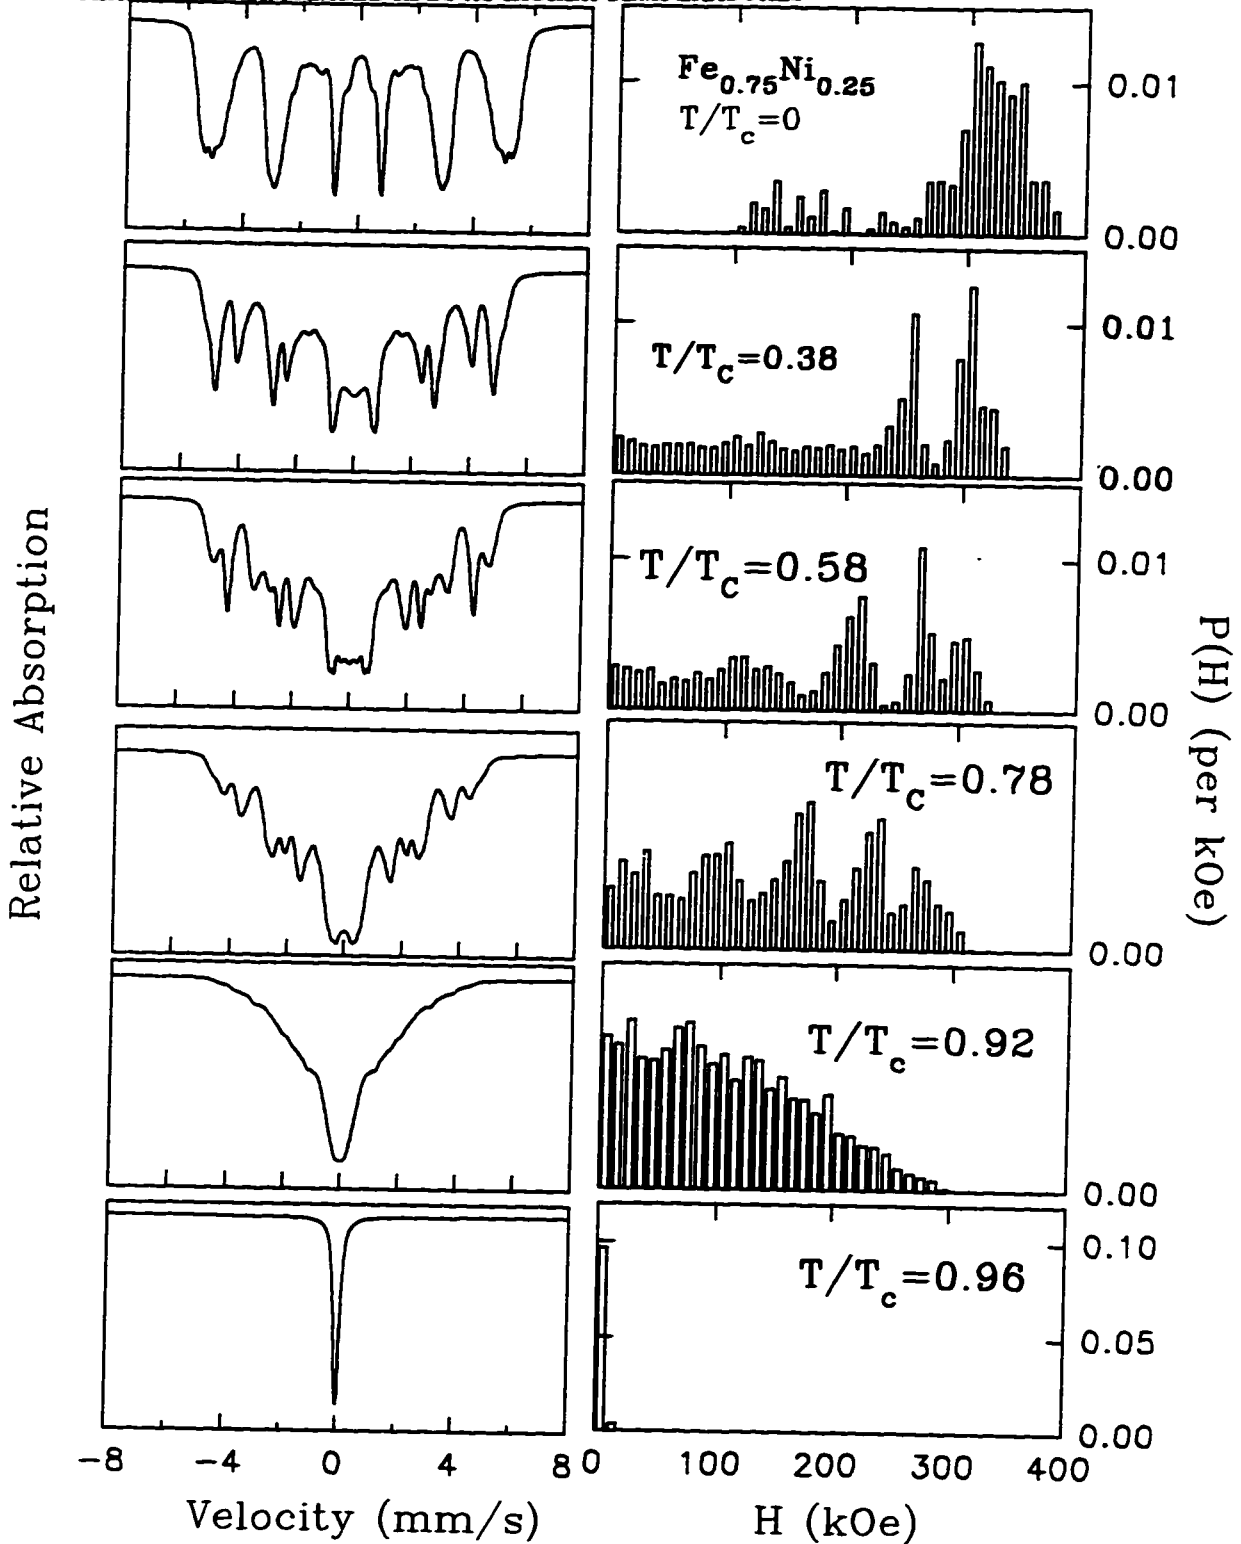 Fe0.75Ni0.25
T/Tc=0
0.01
0.00
T/TC=0.38
0.01
0.00
T/TC=0.58
0.01
0.00
T/TC=0.78
0.00
T/Tc=0.92
0.00
T/Tc=0.96
0.10
0.05
0.00
Relative Absorption
P(H) (per kOe)
-8 -4 0 4 8
0 100 200 300 400
Velocity (mm/s)
H (kOe)